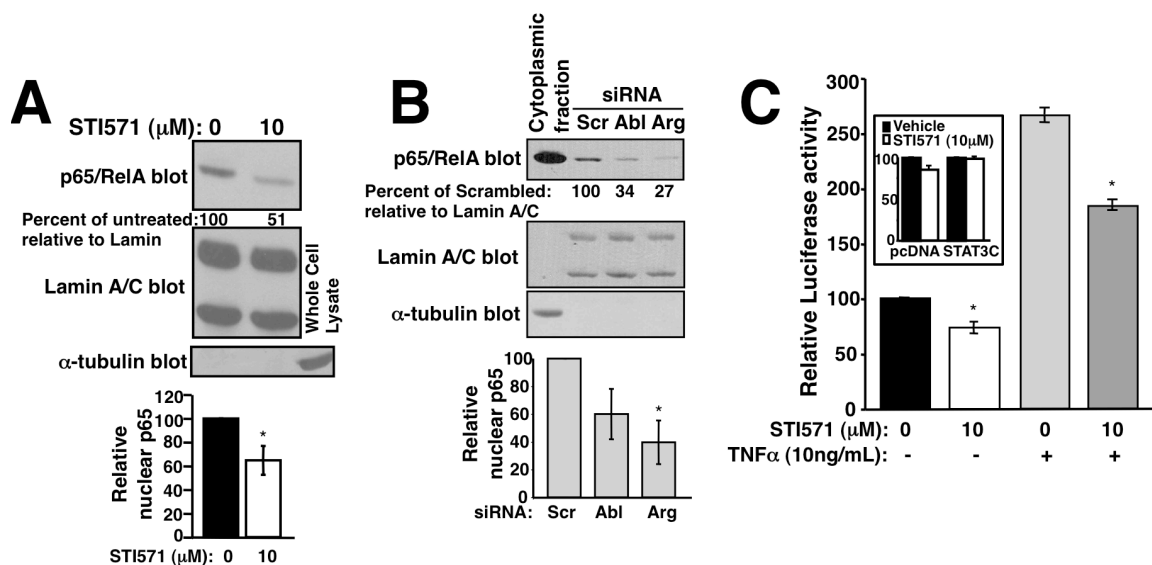 A
STI571 (µM): 0 10
p65/RelA blot
Percent of untreated: 100 51
relative to Lamin
Lamin A/C blot
Whole Cell
Lysate
α-tubulin blot
120
100
80
60
40
20
0
Relative
nuclear p65
*
STI571 (µM): 0 10
B
Cytoplasmic
fraction
siRNA
Scr Abl Arg
p65/RelA blot
Percent of Scrambled: 100 34 27
relative to Lamin A/C
Lamin A/C blot
α-tubulin blot
100
80
60
40
20
0
Relative
nuclear p65
*
siRNA: Scr Abl Arg
C
300
250
200
150
100
50
0
Relative Luciferase activity
Vehicle
STI571 (10µM)
100
50
0
pcDNA STAT3C
*
*
STI571 (µM): 0 10 0 10
TNFα (10ng/mL): - - + +